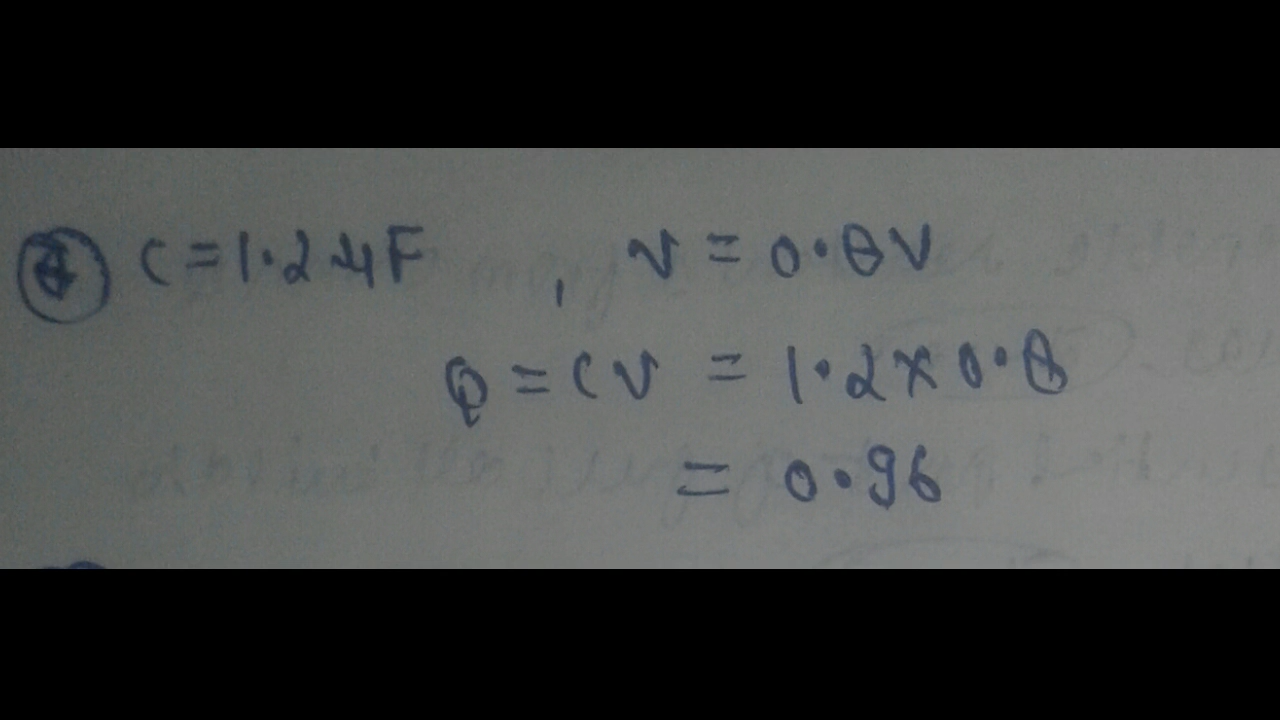 C = 1.2 μF , V = 0.8V
Q = CV = 1.2 x 0.8
= 0.96